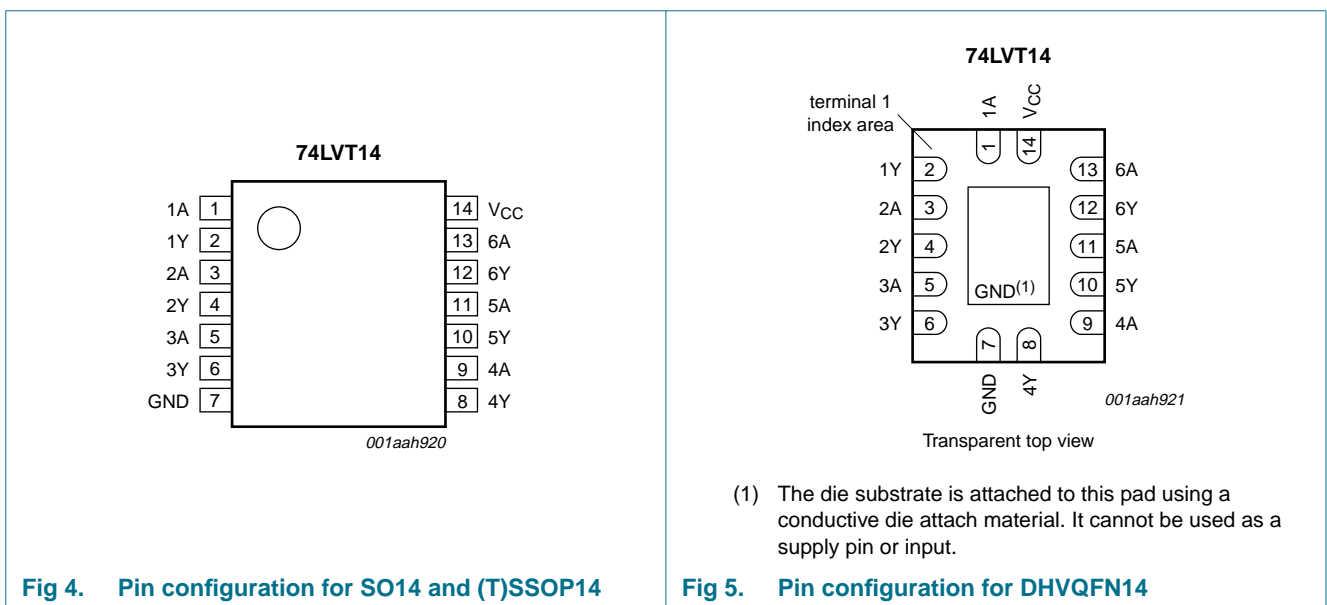 74LVT14
1A 1
1Y 2
2A 3
2Y 4
3A 5
3Y 6
GND 7
14 VCC
13 6A
12 6Y
11 5A
10 5Y
9 4A
8 4Y
001aah920
Fig 4. Pin configuration for SO14 and (T)SSOP14
74LVT14
terminal 1
index area
1A VCC
1 14
1Y 2
2A 3
2Y 4
3A 5
3Y 6
13 6A
12 6Y
11 5A
10 5Y
9 4A
GND(1)
7 8
GND 4Y
001aah921
Transparent top view
(1) The die substrate is attached to this pad using a
conductive die attach material. It cannot be used as a
supply pin or input.
Fig 5. Pin configuration for DHVQFN14